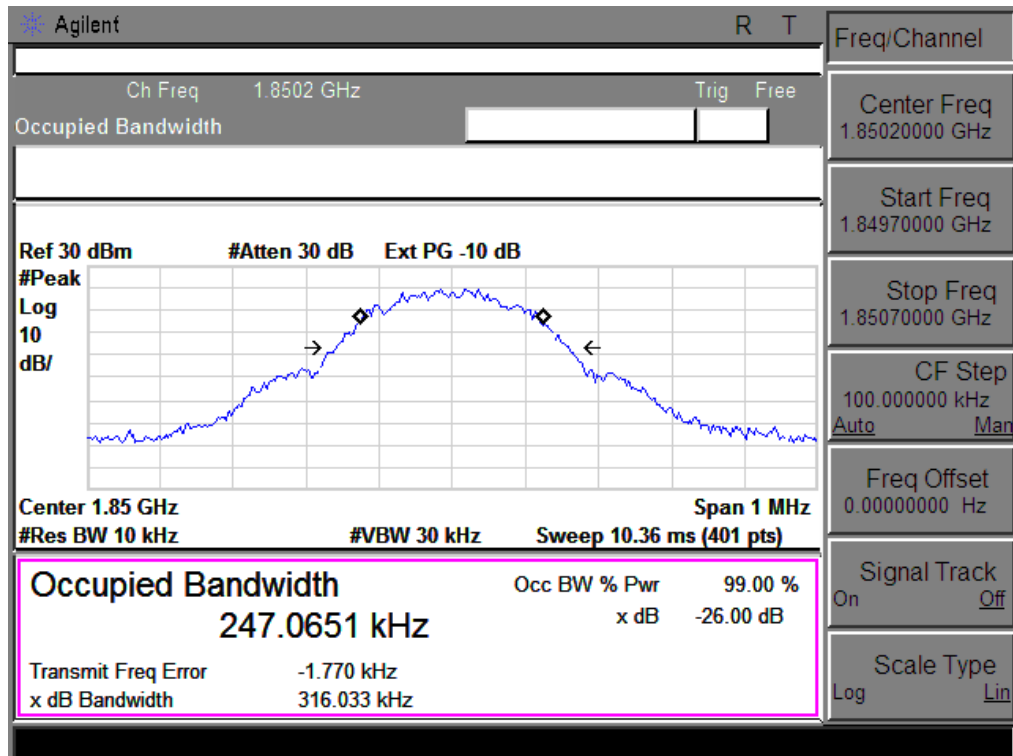 Agilent R T
Freq/Channel
Ch Freq 1.8502 GHz Trig Free
Occupied Bandwidth
Center Freq
1.85020000 GHz
Start Freq
1.84970000 GHz
Stop Freq
1.85070000 GHz
CF Step
100.000000 kHz
Auto Man
Freq Offset
0.00000000 Hz
Signal Track
On Off
Scale Type
Log Lin
Ref 30 dBm #Atten 30 dB Ext PG -10 dB
#Peak
Log
10
dB/
Center 1.85 GHz Span 1 MHz
#Res BW 10 kHz #VBW 30 kHz Sweep 10.36 ms (401 pts)
Occupied Bandwidth Occ BW % Pwr 99.00 %
247.0651 kHz x dB -26.00 dB
Transmit Freq Error -1.770 kHz
x dB Bandwidth 316.033 kHz